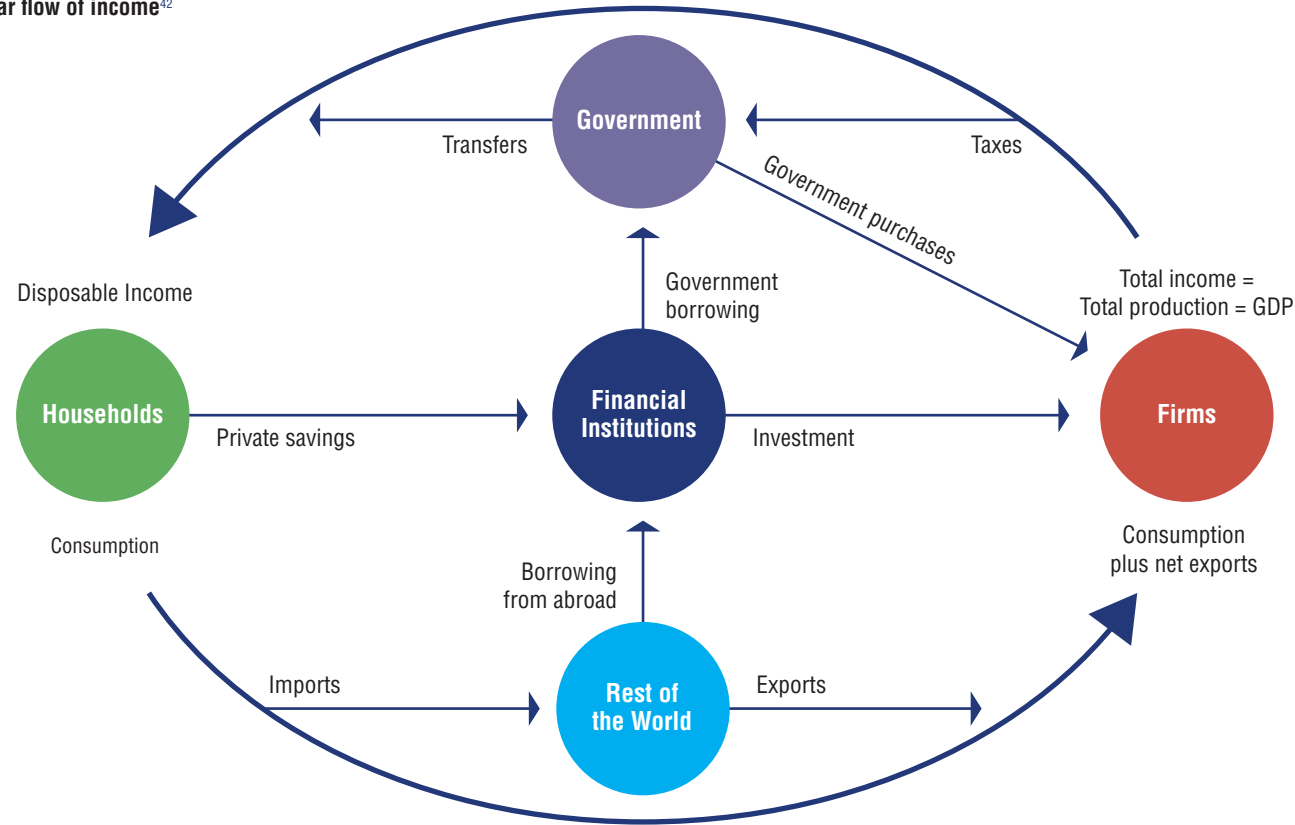 ar flow of income42
Government
Transfers
Taxes
Government purchases
Disposable Income
Government
borrowing
Total income =
Total production = GDP
Households
Financial
Institutions
Firms
Private savings
Investment
Consumption
Consumption
plus net exports
Borrowing
from abroad
Imports
Rest of
the World
Exports